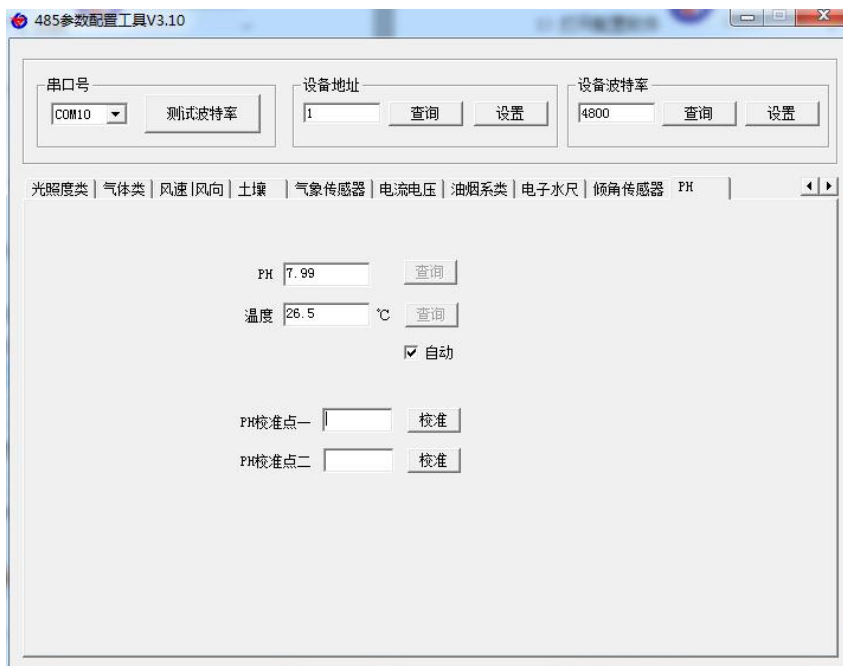 485参数配置工具V3.10
串口号
设备地址
设备波特率
COM10 测试波特率 1 查询 设置 4800 查询 设置
光照度类 气体类 风速|风向 土壤 气象传感器 电流电压 油烟系类 电子水尺 倾角传感器 PH
PH 7.99 查询
温度 26.5 ℃ 查询
自动
PH校准点一 校准
PH校准点二 校准